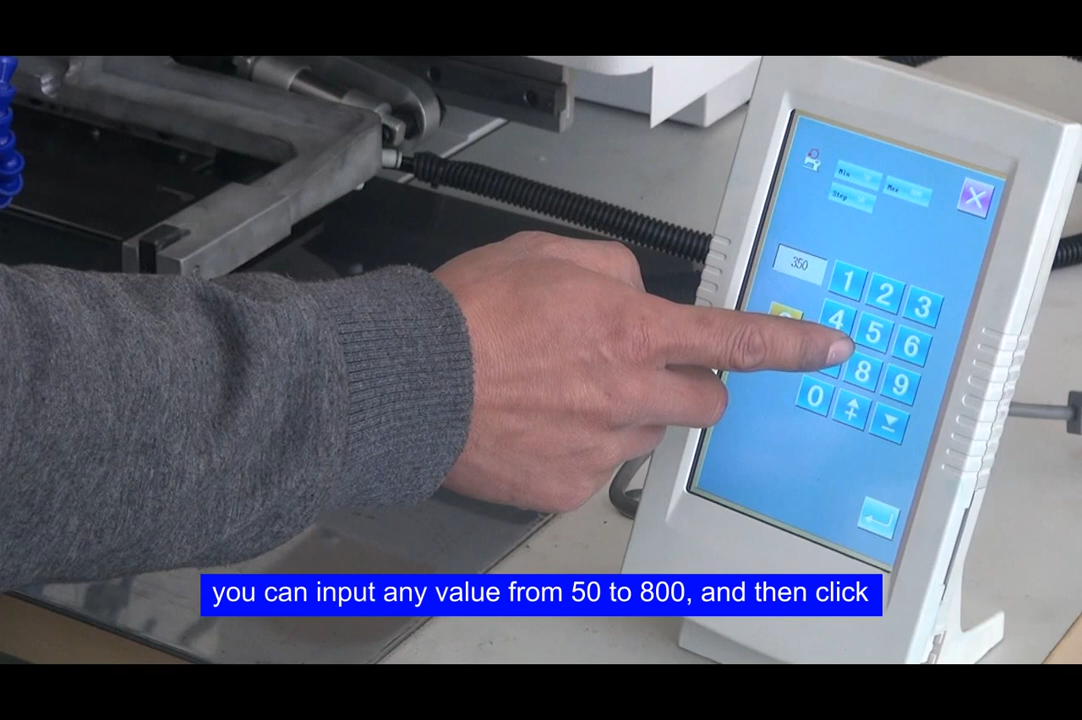 Min
Max
Step
350
1 2 3
4 5 6
8 9
0
you can input any value from 50 to 800, and then click